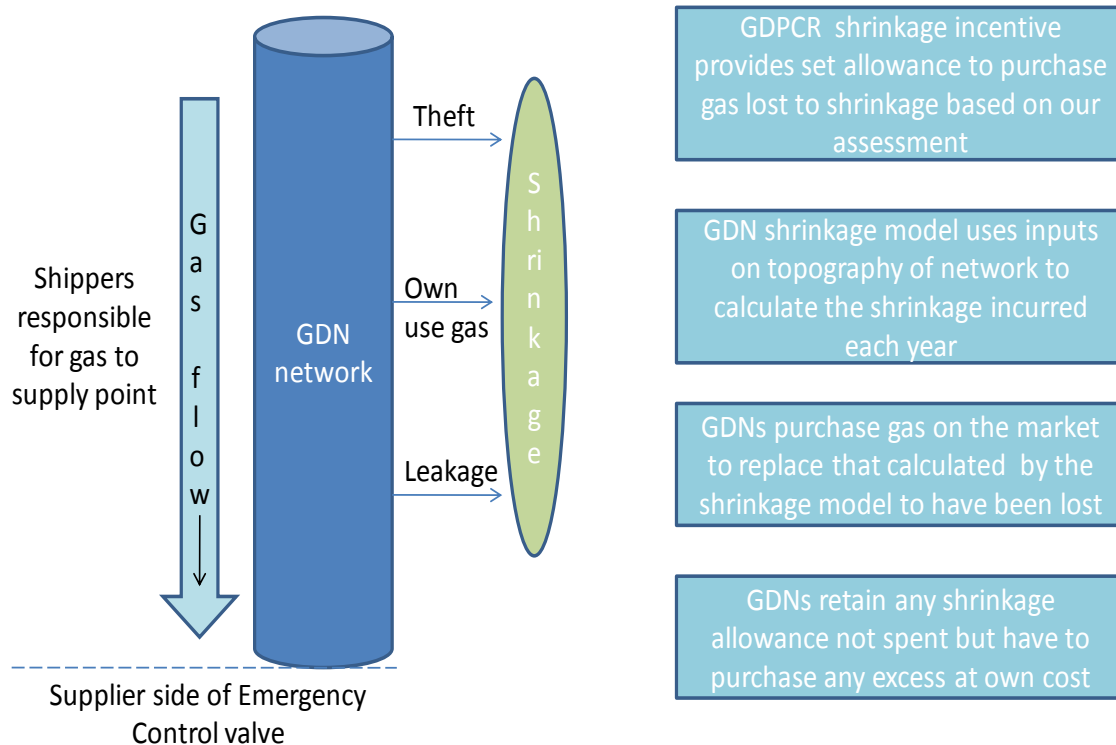 Shippers
responsible
for gas to
supply point
Gas flow
GDN
network
Theft
Own
use gas
Leakage
Shrinkage
Supplier side of Emergency
Control valve
GDPCR shrinkage incentive
provides set allowance to purchase
gas lost to shrinkage based on our
assessment
GDN shrinkage model uses inputs
on topography of network to
calculate the shrinkage incurred
each year
GDNs purchase gas on the market
to replace that calculated by the
shrinkage model to have been lost
GDNs retain any shrinkage
allowance not spent but have to
purchase any excess at own cost